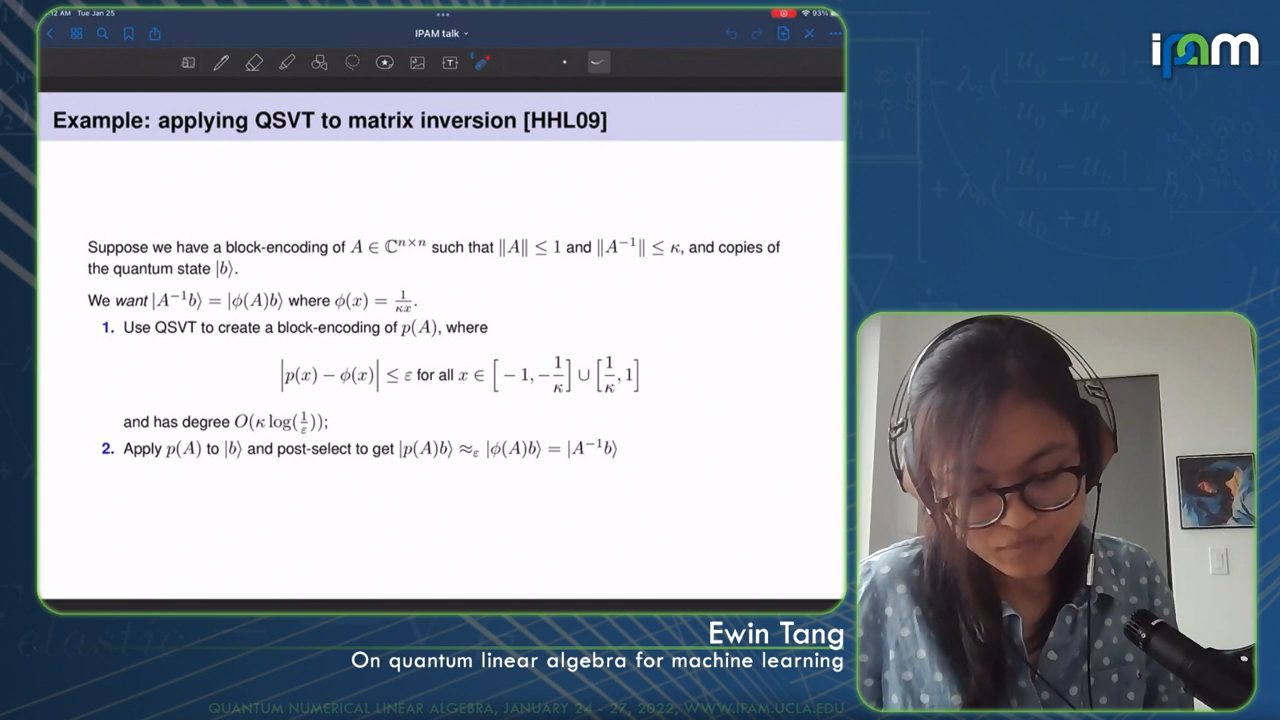 12 AM Tue Jan 25
93%
IPAM talk
ipam
Example: applying QSVT to matrix inversion [HHL09]
Suppose we have a block-encoding of A ∈ ℂⁿˣⁿ such that ‖A‖ ≤ 1 and ‖A⁻¹‖ ≤ κ, and copies of
the quantum state |b⟩.
We want |A⁻¹b⟩ = |ϕ(A)b⟩ where ϕ(x) = 1/(κx).
1. Use QSVT to create a block-encoding of p(A), where
|p(x) − ϕ(x)| ≤ ε for all x ∈ [−1, −1/κ] ∪ [1/κ, 1]
and has degree O(κ log(1/ε));
2. Apply p(A) to |b⟩ and post-select to get |p(A)b⟩ ≈ε |ϕ(A)b⟩ = |A⁻¹b⟩
Ewin Tang
On quantum linear algebra for machine learning
QUANTUM NUMERICAL LINEAR ALGEBRA, JANUARY 24 - 27, 2022, WWW.IPAM.UCLA.EDU